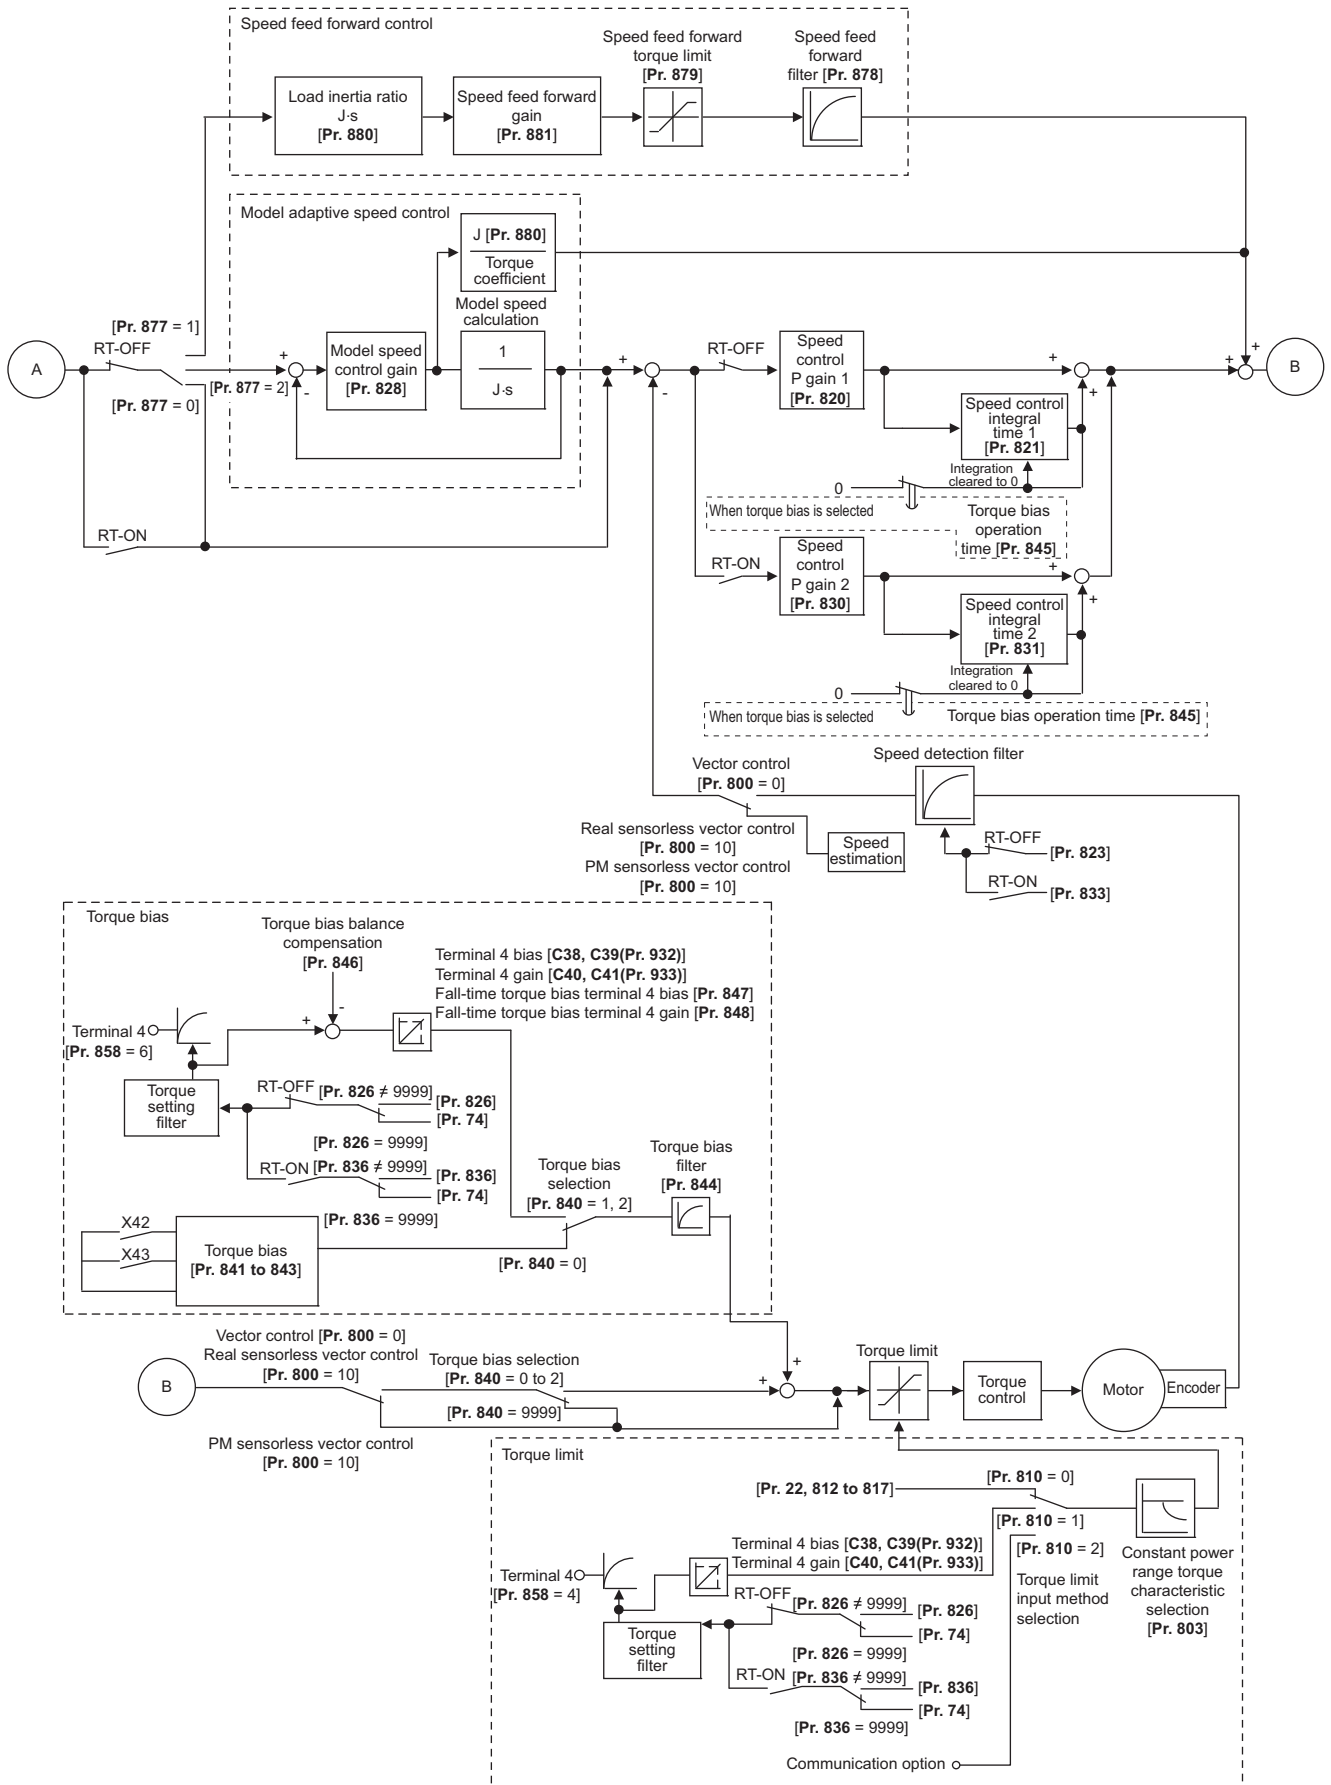 Speed feed forward control
Speed feed forward
torque limit
[Pr. 879]
Speed feed
forward
filter [Pr. 878]
Load inertia ratio
J·s
[Pr. 880]
Speed feed forward
gain
[Pr. 881]
Model adaptive speed control
J [Pr. 880]
Torque
coefficient
Model speed
calculation
[Pr. 877 = 1]
RT-OFF
A
[Pr. 877 = 2]
[Pr. 877 = 0]
+
-
Model speed
control gain
[Pr. 828]
1
J·s
+
-
RT-OFF
Speed
control
P gain 1
[Pr. 820]
+
+
+
+
B
Speed control
integral
time 1
[Pr. 821]
Integration
cleared to 0
0
When torque bias is selected
Torque bias
operation
time [Pr. 845]
RT-ON
RT-ON
Speed
control
P gain 2
[Pr. 830]
+
+
Speed control
integral
time 2
[Pr. 831]
Integration
cleared to 0
0
When torque bias is selected
Torque bias operation time [Pr. 845]
Vector control
[Pr. 800 = 0]
Speed detection filter
Real sensorless vector control
[Pr. 800 = 10]
PM sensorless vector control
[Pr. 800 = 10]
Speed
estimation
RT-OFF
[Pr. 823]
RT-ON
[Pr. 833]
Torque bias
Torque bias balance
compensation
[Pr. 846]
Terminal 4 bias [C38, C39(Pr. 932)]
Terminal 4 gain [C40, C41(Pr. 933)]
Fall-time torque bias terminal 4 bias [Pr. 847]
Fall-time torque bias terminal 4 gain [Pr. 848]
-
+
Terminal 4
[Pr. 858 = 6]
Torque
setting
filter
RT-OFF
[Pr. 826 ≠ 9999]
[Pr. 826]
[Pr. 74]
[Pr. 826 = 9999]
RT-ON
[Pr. 836 ≠ 9999]
[Pr. 836]
[Pr. 74]
[Pr. 836 = 9999]
Torque bias
selection
[Pr. 840 = 1, 2]
Torque bias
filter
[Pr. 844]
X42
X43
Torque bias
[Pr. 841 to 843]
[Pr. 840 = 0]
Vector control [Pr. 800 = 0]
Real sensorless vector control
[Pr. 800 = 10]
B
Torque bias selection
[Pr. 840 = 0 to 2]
[Pr. 840 = 9999]
+
+
Torque limit
Torque
control
Motor
Encoder
PM sensorless vector control
[Pr. 800 = 10]
Torque limit
[Pr. 22, 812 to 817]
[Pr. 810 = 0]
[Pr. 810 = 1]
[Pr. 810 = 2]
Torque limit
input method
selection
Constant power
range torque
characteristic
selection
[Pr. 803]
Terminal 4 bias [C38, C39(Pr. 932)]
Terminal 4 gain [C40, C41(Pr. 933)]
Terminal 4
[Pr. 858 = 4]
Torque
setting
filter
RT-OFF
[Pr. 826 ≠ 9999]
[Pr. 826]
[Pr. 74]
[Pr. 826 = 9999]
RT-ON
[Pr. 836 ≠ 9999]
[Pr. 836]
[Pr. 74]
[Pr. 836 = 9999]
Communication option